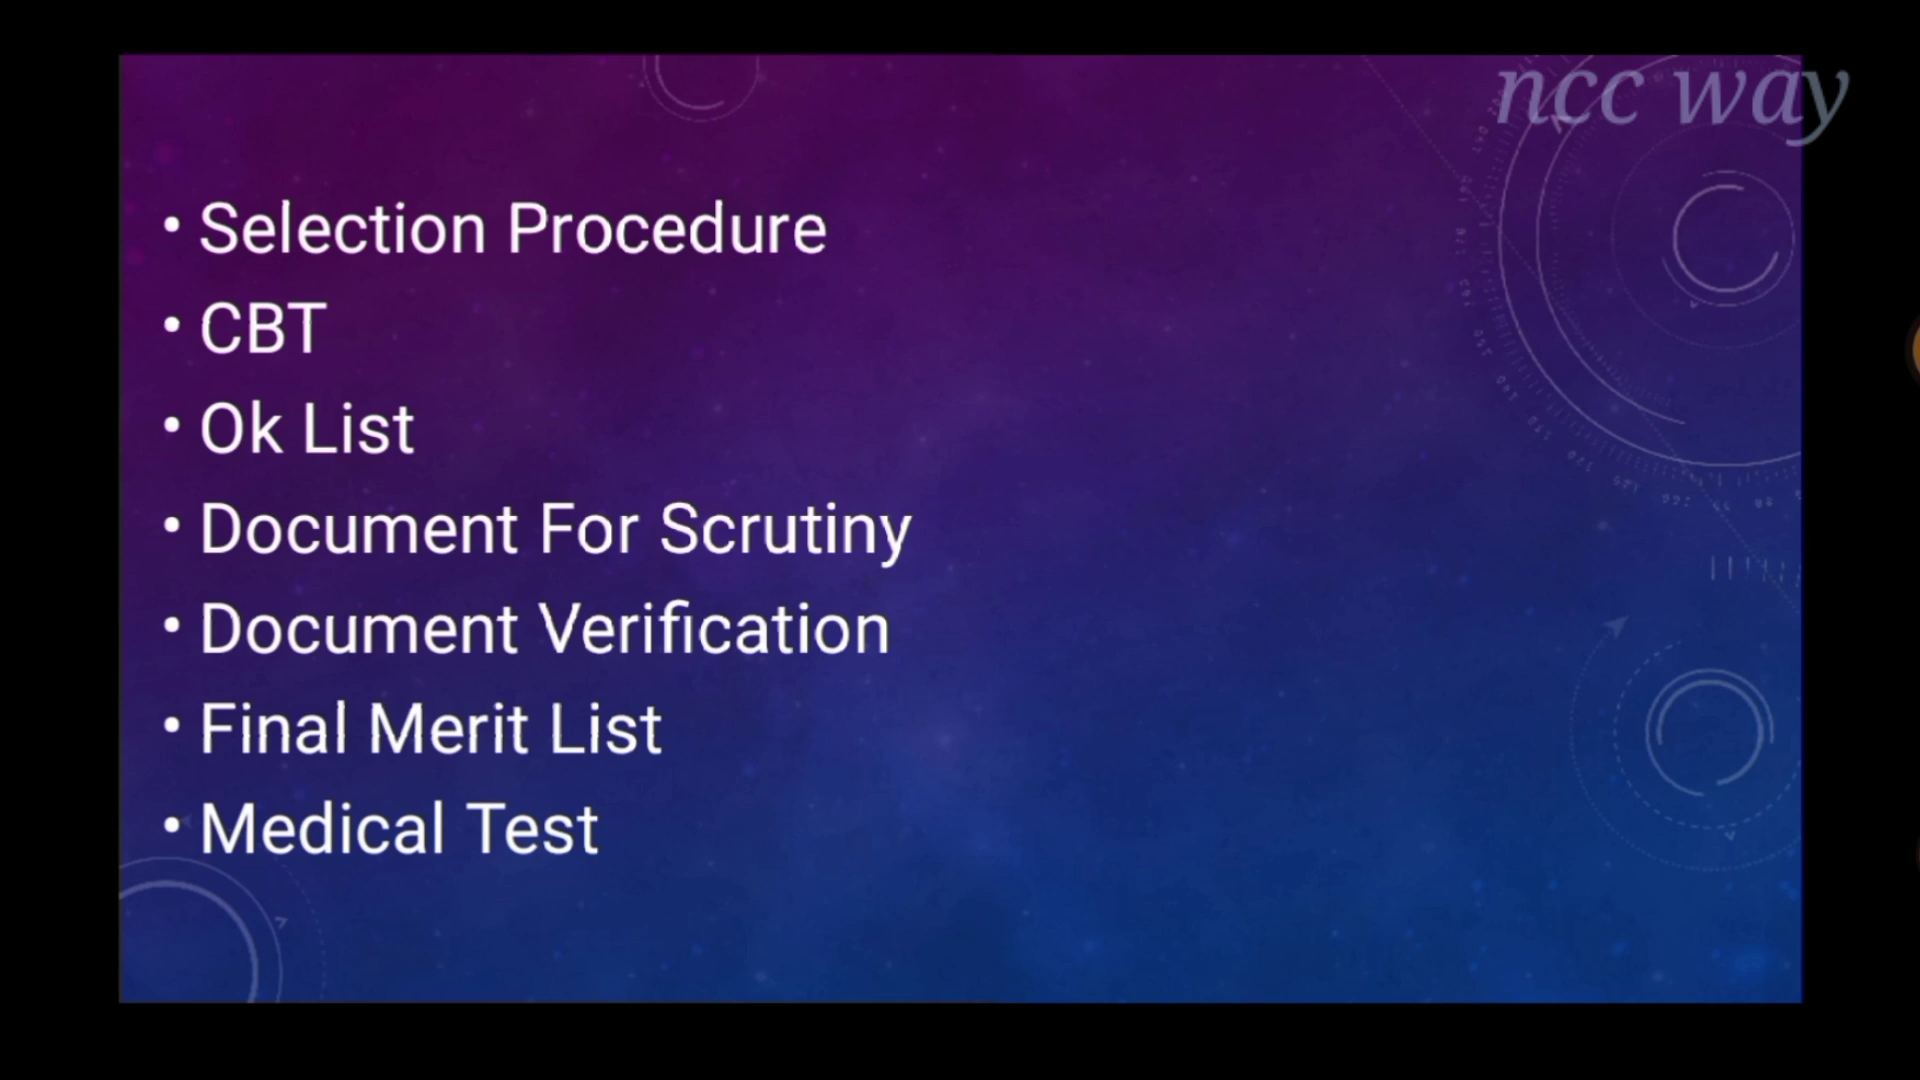 ncc way
• Selection Procedure
• CBT
• Ok List
• Document For Scrutiny
• Document Verification
• Final Merit List
• Medical Test